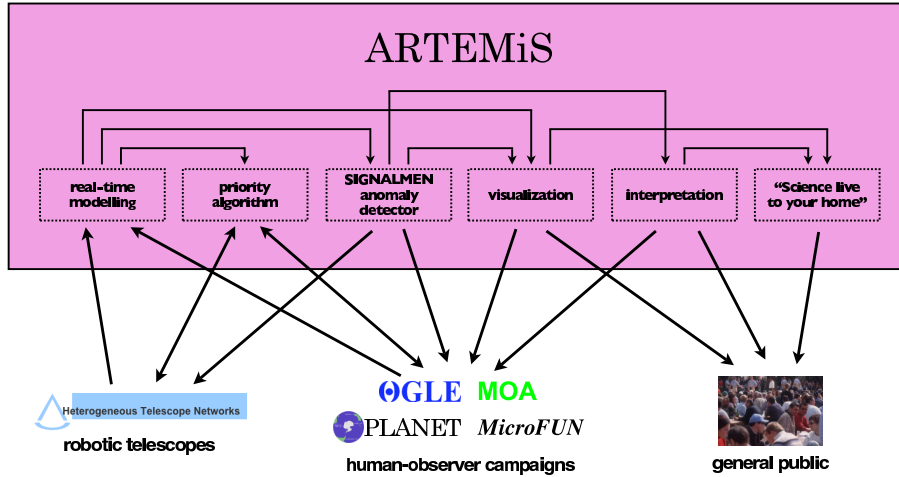 ARTEMiS
real-time
modelling
priority
algorithm
SIGNALMEN
anomaly
detector
visualization
interpretation
“Science live
to your home”
ΘGLE MOA
Heterogeneous Telescope Networks
PLANET MicroFUN
robotic telescopes
human-observer campaigns
general public